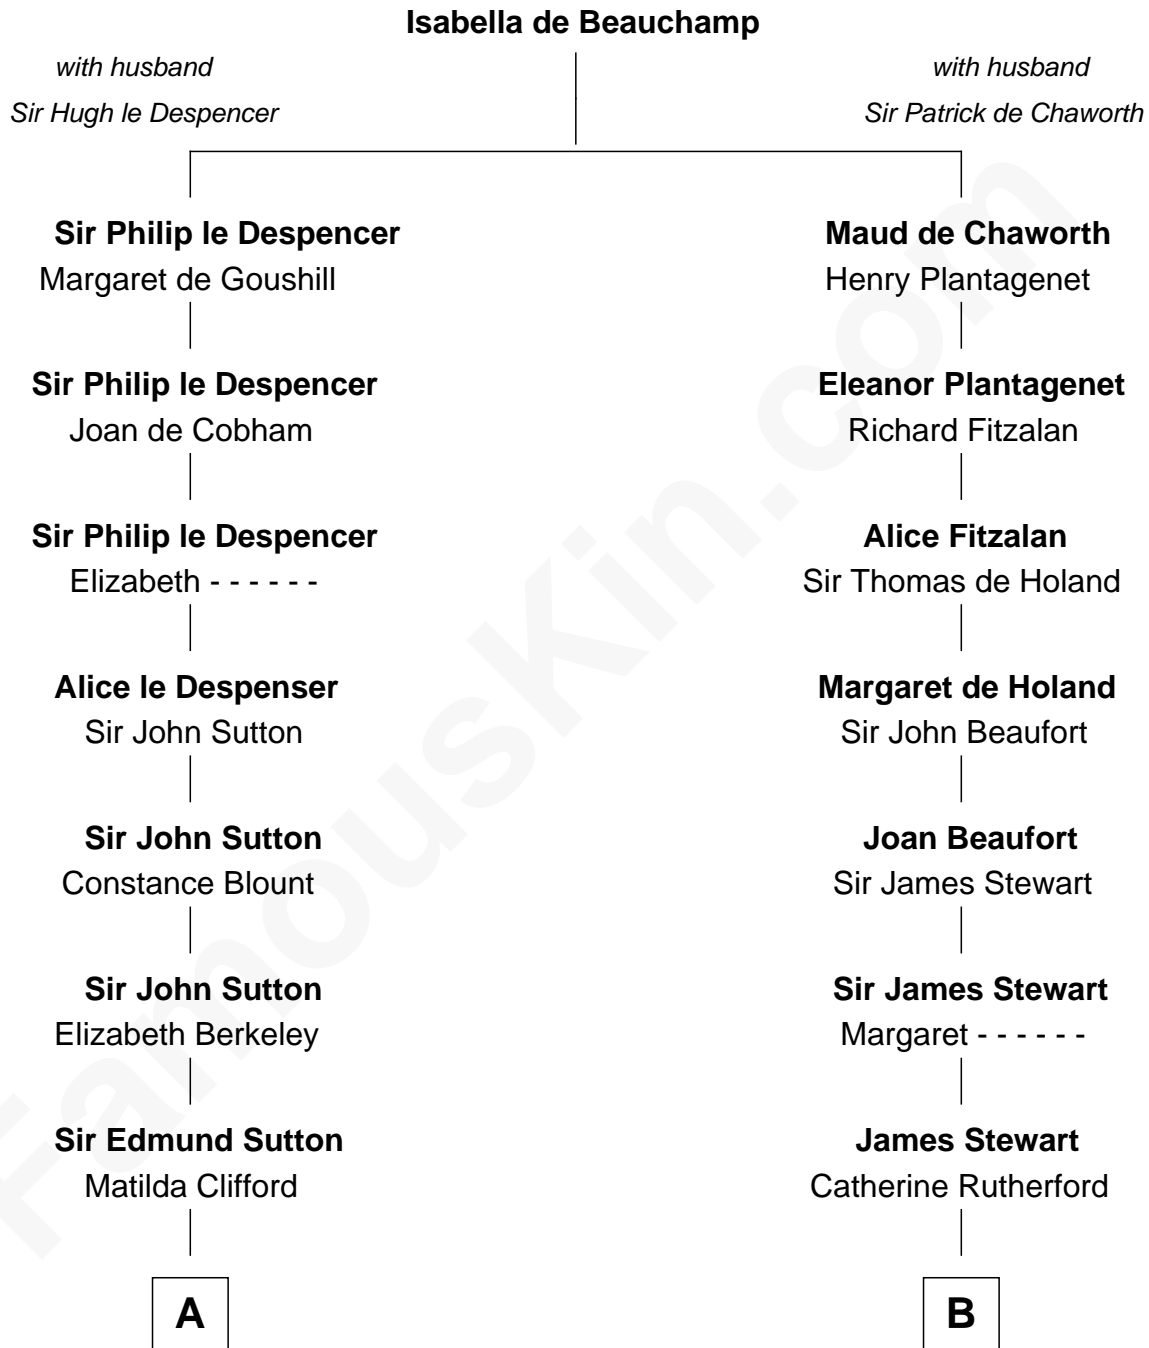 Isabella de Beauchamp
with husband
Sir Hugh le Despencer
with husband
Sir Patrick de Chaworth
Sir Philip le Despencer
Margaret de Goushill
Maud de Chaworth
Henry Plantagenet
Sir Philip le Despencer
Joan de Cobham
Eleanor Plantagenet
Richard Fitzalan
Sir Philip le Despencer
Elizabeth - - - - - -
Alice Fitzalan
Sir Thomas de Holand
Alice le Despenser
Sir John Sutton
Margaret de Holand
Sir John Beaufort
Sir John Sutton
Constance Blount
Joan Beaufort
Sir James Stewart
Sir John Sutton
Elizabeth Berkeley
Sir James Stewart
Margaret - - - - - -
Sir Edmund Sutton
Matilda Clifford
James Stewart
Catherine Rutherford
A
B
FamousKin.com